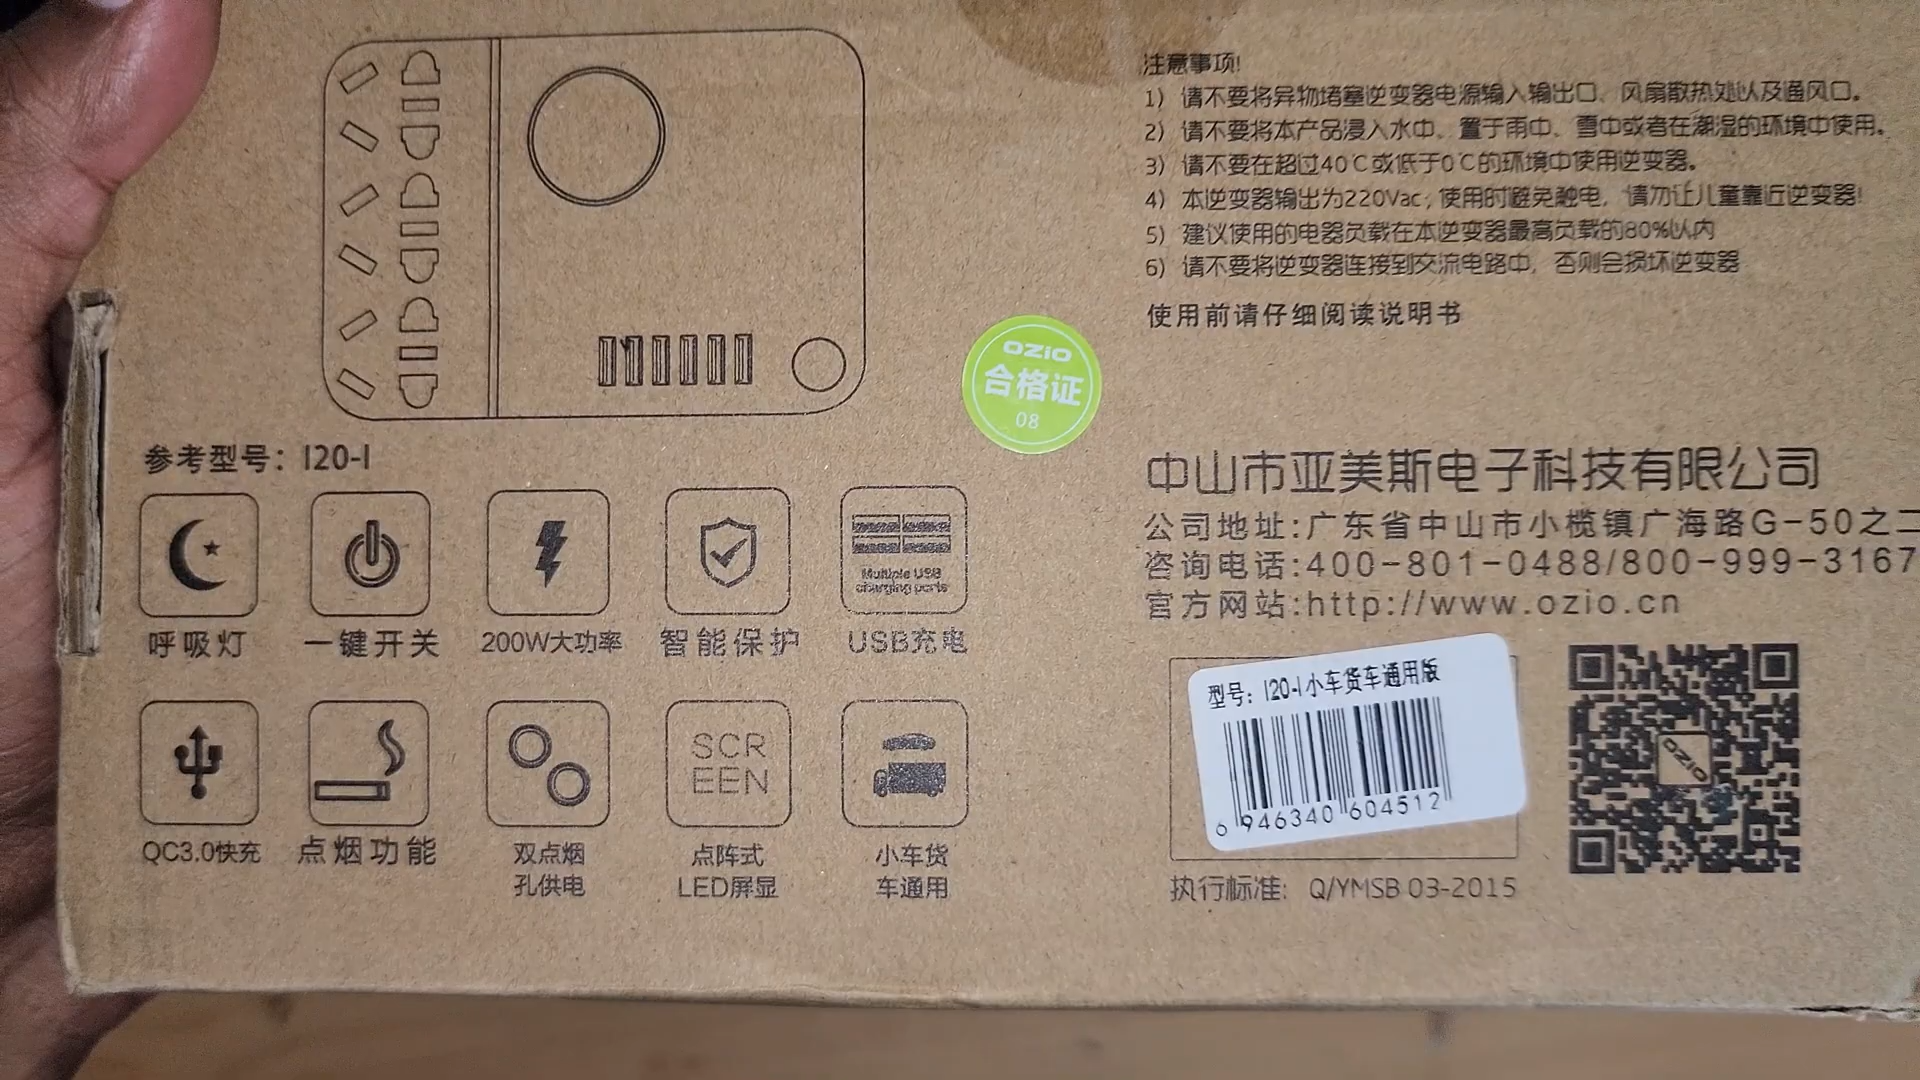 注意事项!
1) 请不要将异物堵塞逆变器电源输入输出口、风扇散热处以及通风口。
2) 请不要将本产品浸入水中、置于雨中、雪中或者在潮湿的环境中使用。
3) 请不要在超过40℃或低于0℃的环境中使用逆变器。
4) 本逆变器输出为220Vac; 使用时避免触电, 请勿让儿童靠近逆变器!
5) 建议使用的电器负载在本逆变器最高负载的80%以内
6) 请不要将逆变器连接到交流电路中, 否则会损坏逆变器
使用前请仔细阅读说明书
OZIO
合格证
08
参考型号: I20-I
Multiple USB
charging ports
呼吸灯
一键开关
200W大功率
智能保护
USB充电
SCR
EEN
QC3.0快充
点烟功能
双点烟
孔供电
点阵式
LED屏显
小车货
车通用
中山市亚美斯电子科技有限公司
公司地址:广东省中山市小榄镇广海路G-50之二
咨询电话:400-801-0488/800-999-3167
官方网站:http://www.ozio.cn
型号: I20-I小车货车通用版
6 946340 604512
OZIO
执行标准: Q/YMSB 03-2015